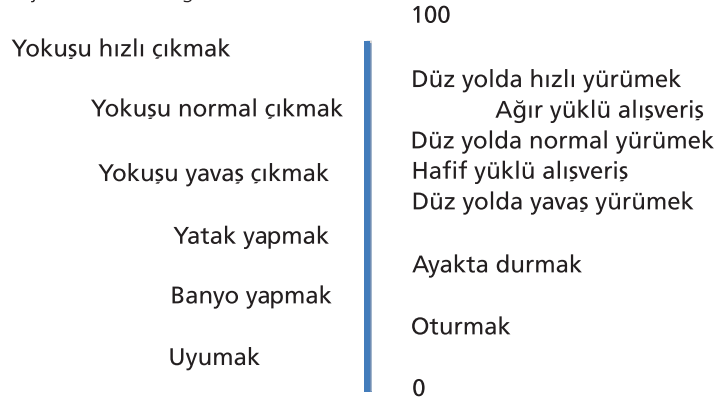 100
Yokuşu hızlı çıkmak
Düz yolda hızlı yürümek
Yokuşu normal çıkmak
Ağır yüklü alışveriş
Düz yolda normal yürümek
Yokuşu yavaş çıkmak
Hafif yüklü alışveriş
Düz yolda yavaş yürümek
Yatak yapmak
Ayakta durmak
Banyo yapmak
Oturmak
Uyumak
0